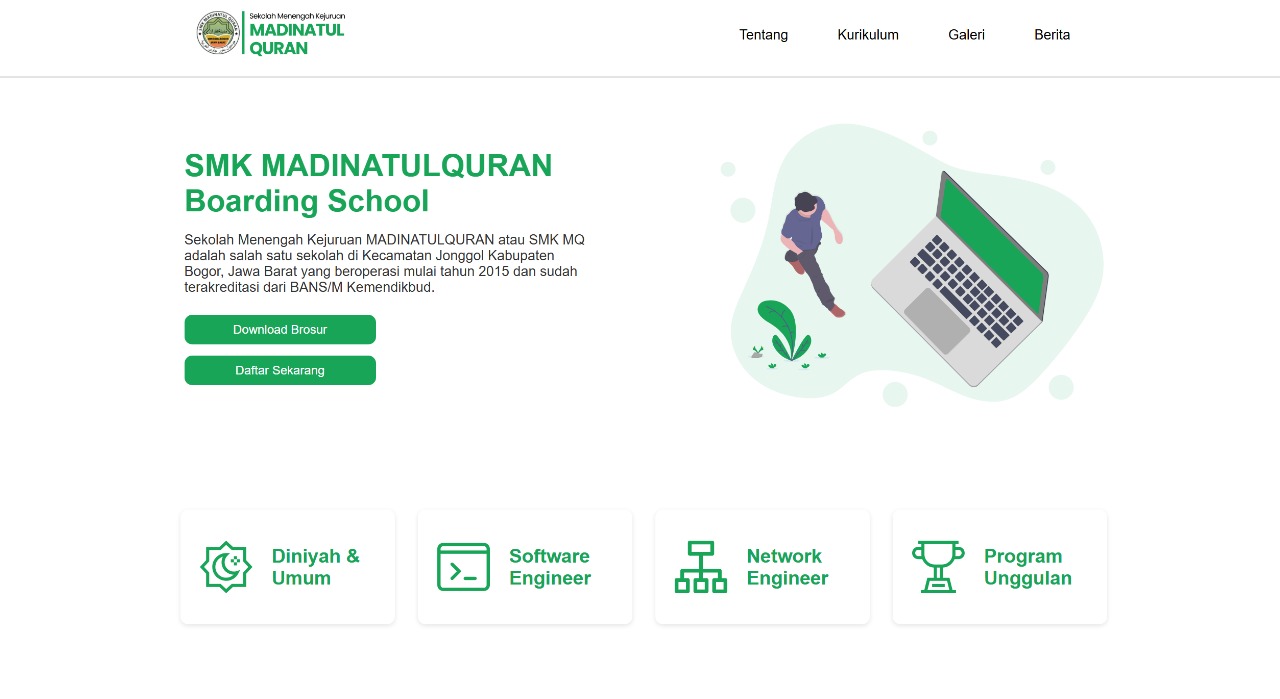 Sekolah Menengah Kejuruan
MADINATUL
QURAN
Tentang
Kurikulum
Galeri
Berita
SMK MADINATULQURAN
Boarding School
Sekolah Menengah Kejuruan MADINATULQURAN atau SMK MQ
adalah salah satu sekolah di Kecamatan Jonggol Kabupaten
Bogor, Jawa Barat yang beroperasi mulai tahun 2015 dan sudah
terakreditasi dari BANS/M Kemendikbud.
Download Brosur
Daftar Sekarang
Diniyah &
Umum
Software
Engineer
Network
Engineer
Program
Unggulan